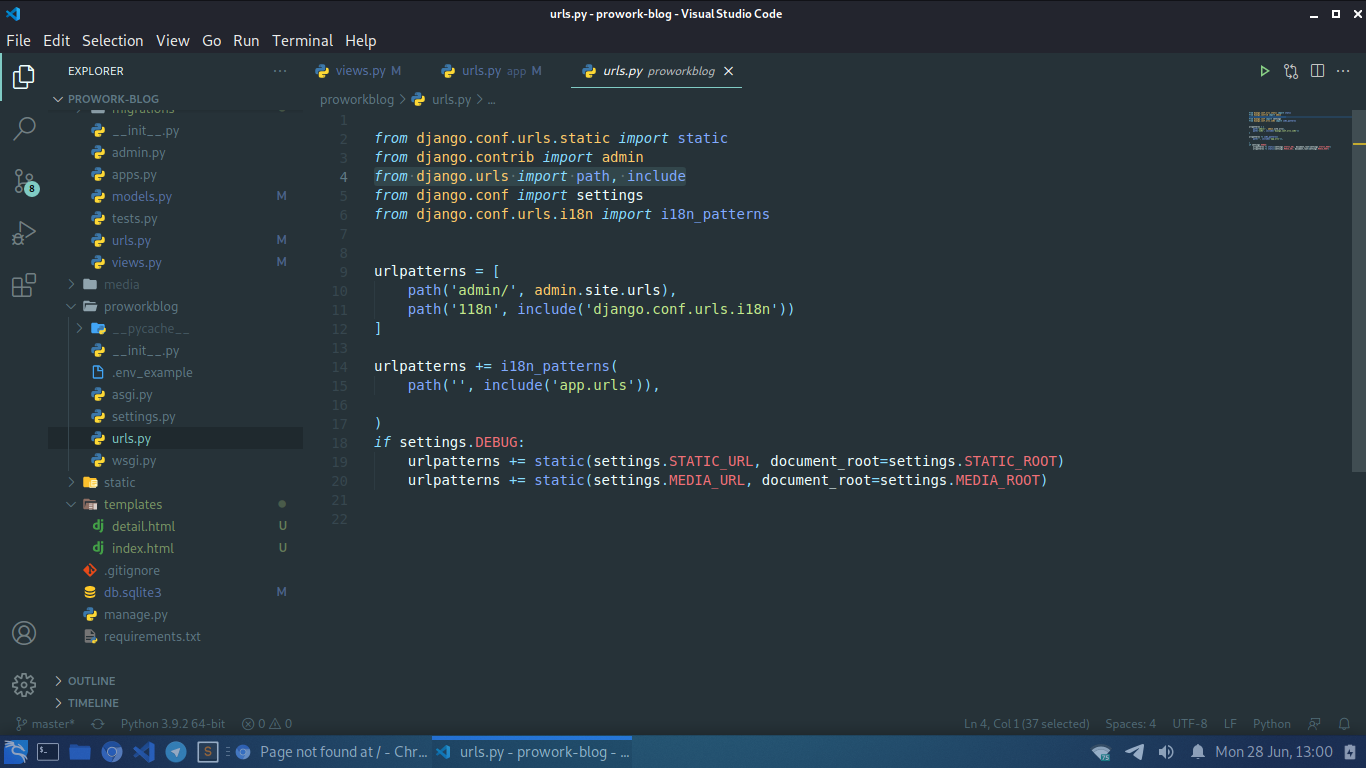 urls.py - prowork-blog - Visual Studio Code
File Edit Selection View Go Run Terminal Help
EXPLORER
PROWORK-BLOG
migrations
__init__.py
admin.py
apps.py
models.py M
tests.py
urls.py M
views.py M
media
proworkblog
__pycache__
__init__.py
.env_example
asgi.py
settings.py
urls.py
wsgi.py
static
templates
detail.html U
index.html U
.gitignore
db.sqlite3 M
manage.py
requirements.txt
OUTLINE
TIMELINE
8
views.py M urls.py app M urls.py proworkblog
proworkblog > urls.py > ...
1
2 from django.conf.urls.static import static
3 from django.contrib import admin
4 from django.urls import path, include
5 from django.conf import settings
6 from django.conf.urls.i18n import i18n_patterns
7
8
9 urlpatterns = [
10 path('admin/', admin.site.urls),
11 path('118n', include('django.conf.urls.i18n'))
12 ]
13
14 urlpatterns += i18n_patterns(
15 path('', include('app.urls')),
16
17 )
18 if settings.DEBUG:
19 urlpatterns += static(settings.STATIC_URL, document_root=settings.STATIC_ROOT)
20 urlpatterns += static(settings.MEDIA_URL, document_root=settings.MEDIA_ROOT)
21
22
master* Python 3.9.2 64-bit 0 0 Ln 4, Col 1 (37 selected) Spaces: 4 UTF-8 LF Python
S Page not found at / - Chr... urls.py - prowork-blog - ... 75 Mon 28 Jun, 13:00